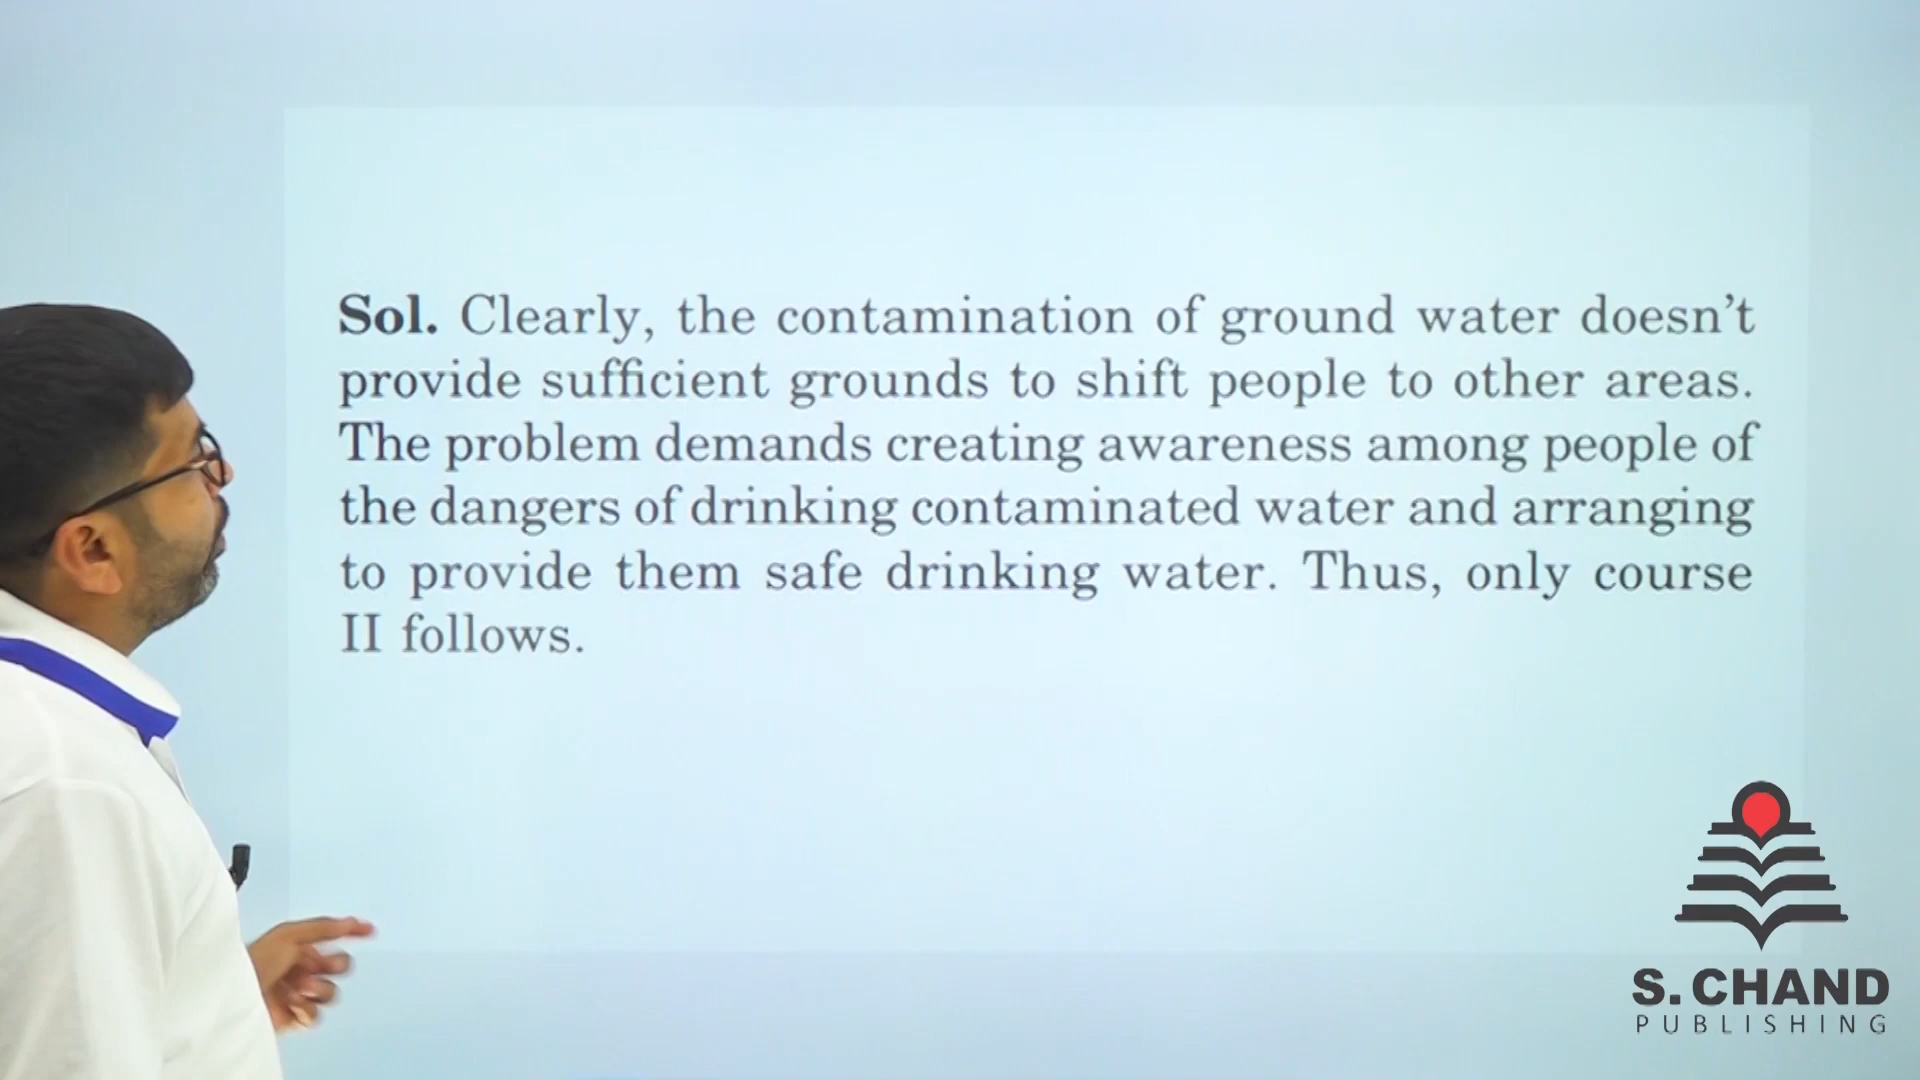 Sol. Clearly, the contamination of ground water doesn't
provide sufficient grounds to shift people to other areas.
The problem demands creating awareness among people of
the dangers of drinking contaminated water and arranging
to provide them safe drinking water. Thus, only course
II follows.
S. CHAND
PUBLISHING